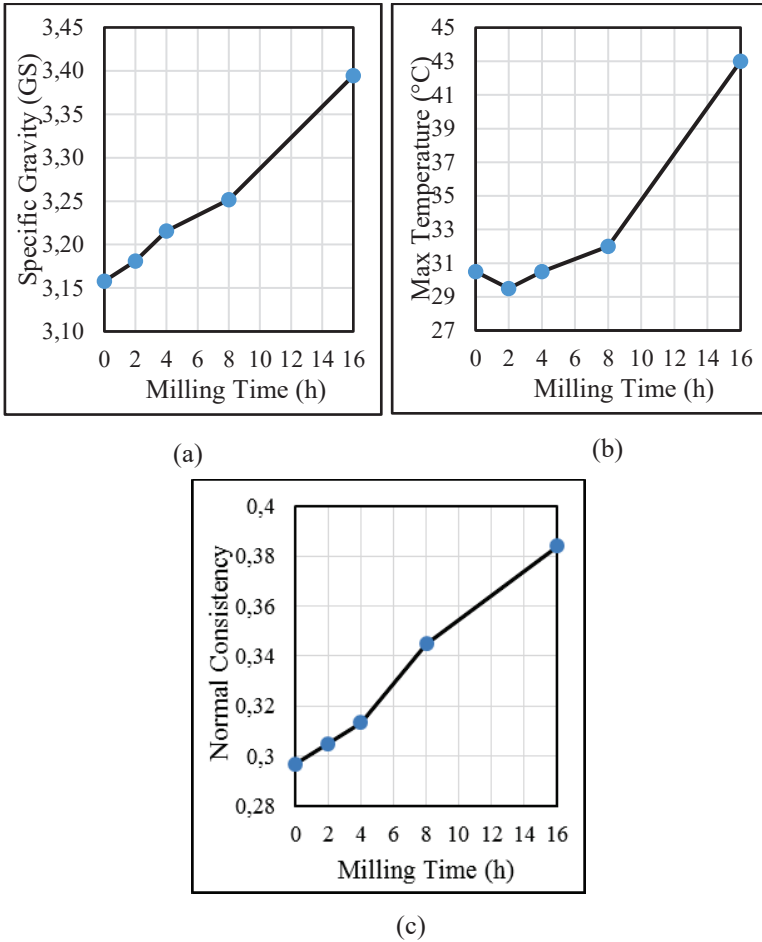 Specific Gravity (GS)
3,45
3,40
3,35
3,30
3,25
3,20
3,15
3,10
0 2 4 6 8 10 12 14 16
Milling Time (h)
(a)
Max Temperature (°C)
45
43
41
39
37
35
33
31
29
27
0 2 4 6 8 10 12 14 16
Milling Time (h)
(b)
Normal Consistency
0,4
0,38
0,36
0,34
0,32
0,3
0,28
0 2 4 6 8 10 12 14 16
Milling Time (h)
(c)